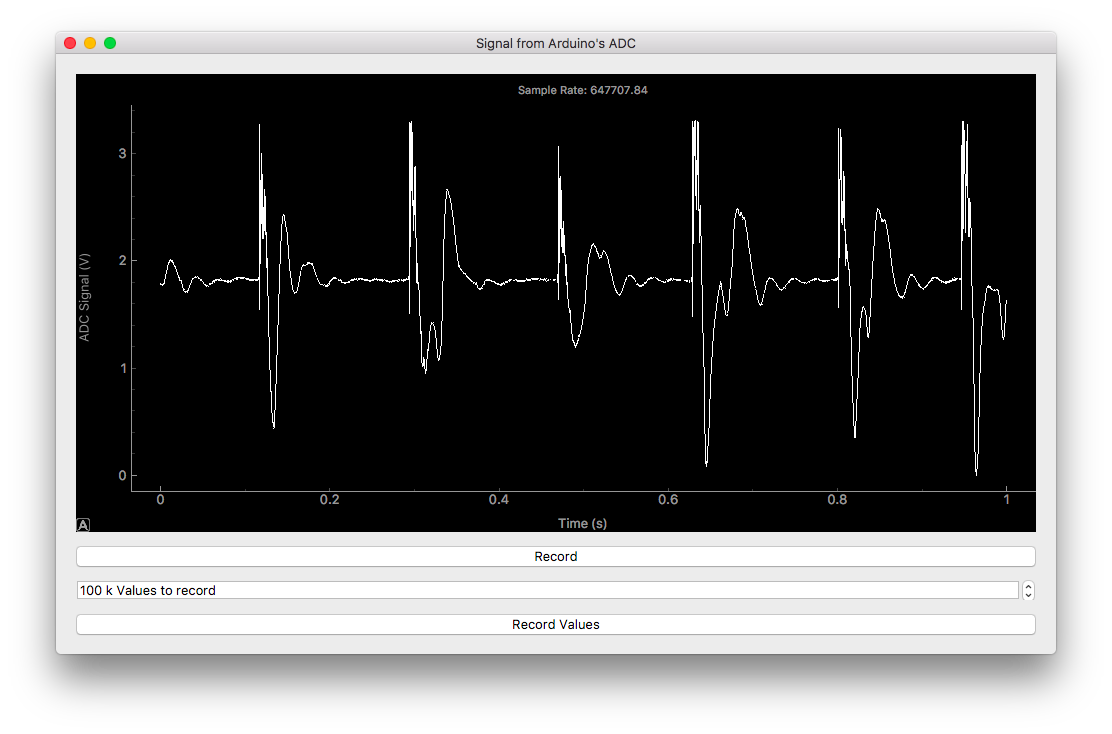 Signal from Arduino's ADC
Sample Rate: 647707.84
3
2
1
0
ADC Signal (V)
0 0.2 0.4 0.6 0.8 1
Time (s)
A
Record
100 k Values to record
Record Values